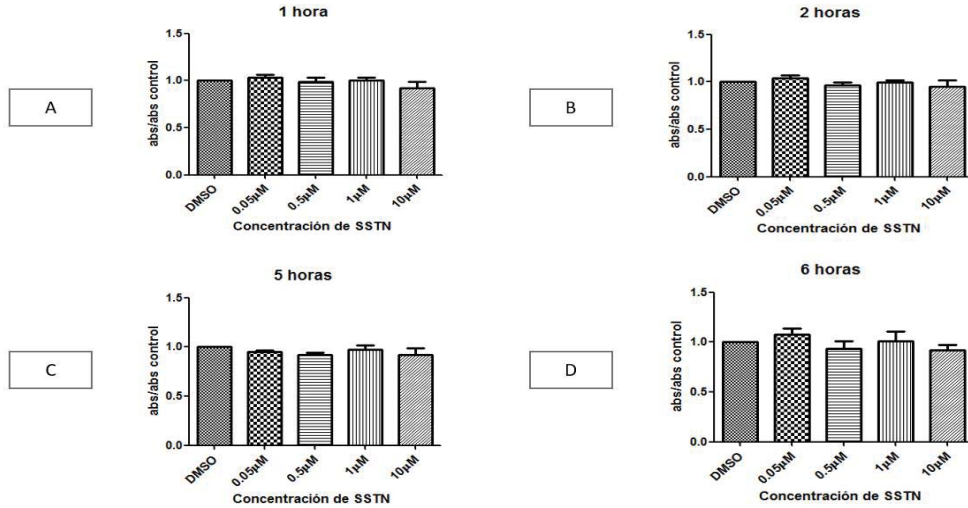 1 hora
A
abs/abs control
1.5
1.0
0.5
0.0
DMSO
0.05µM
0.5µM
1µM
10µM
Concentración de SSTN
2 horas
B
abs/abs control
1.5
1.0
0.5
0.0
DMSO
0.05µM
0.5µM
1µM
10µM
Concentración de SSTN
5 horas
C
abs/abs control
1.5
1.0
0.5
0.0
DMSO
0.05µM
0.5µM
1µM
10µM
Concentración de SSTN
6 horas
D
abs/abs control
1.5
1.0
0.5
0.0
DMSO
0.05µM
0.5µM
1µM
10µM
Concentración de SSTN